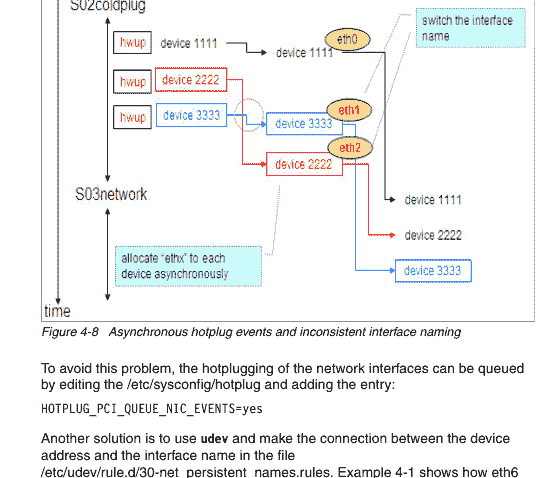 S02coldplug
switch the interface
name
eth0
hwup device 1111
device 1111
hwup device 2222
eth1
hwup device 3333
device 3333
eth2
device 2222
S03network
device 1111
device 2222
allocate "ethx" to each
device asynchronously
device 3333
time
Figure 4-8 Asynchronous hotplug events and inconsistent interface naming
To avoid this problem, the hotplugging of the network interfaces can be queued
by editing the /etc/sysconfig/hotplug and adding the entry:
HOTPLUG_PCI_QUEUE_NIC_EVENTS=yes
Another solution is to use udev and make the connection between the device
address and the interface name in the file
/etc/udev/rule.d/30-net_persistent_names.rules. Example 4-1 shows how eth6